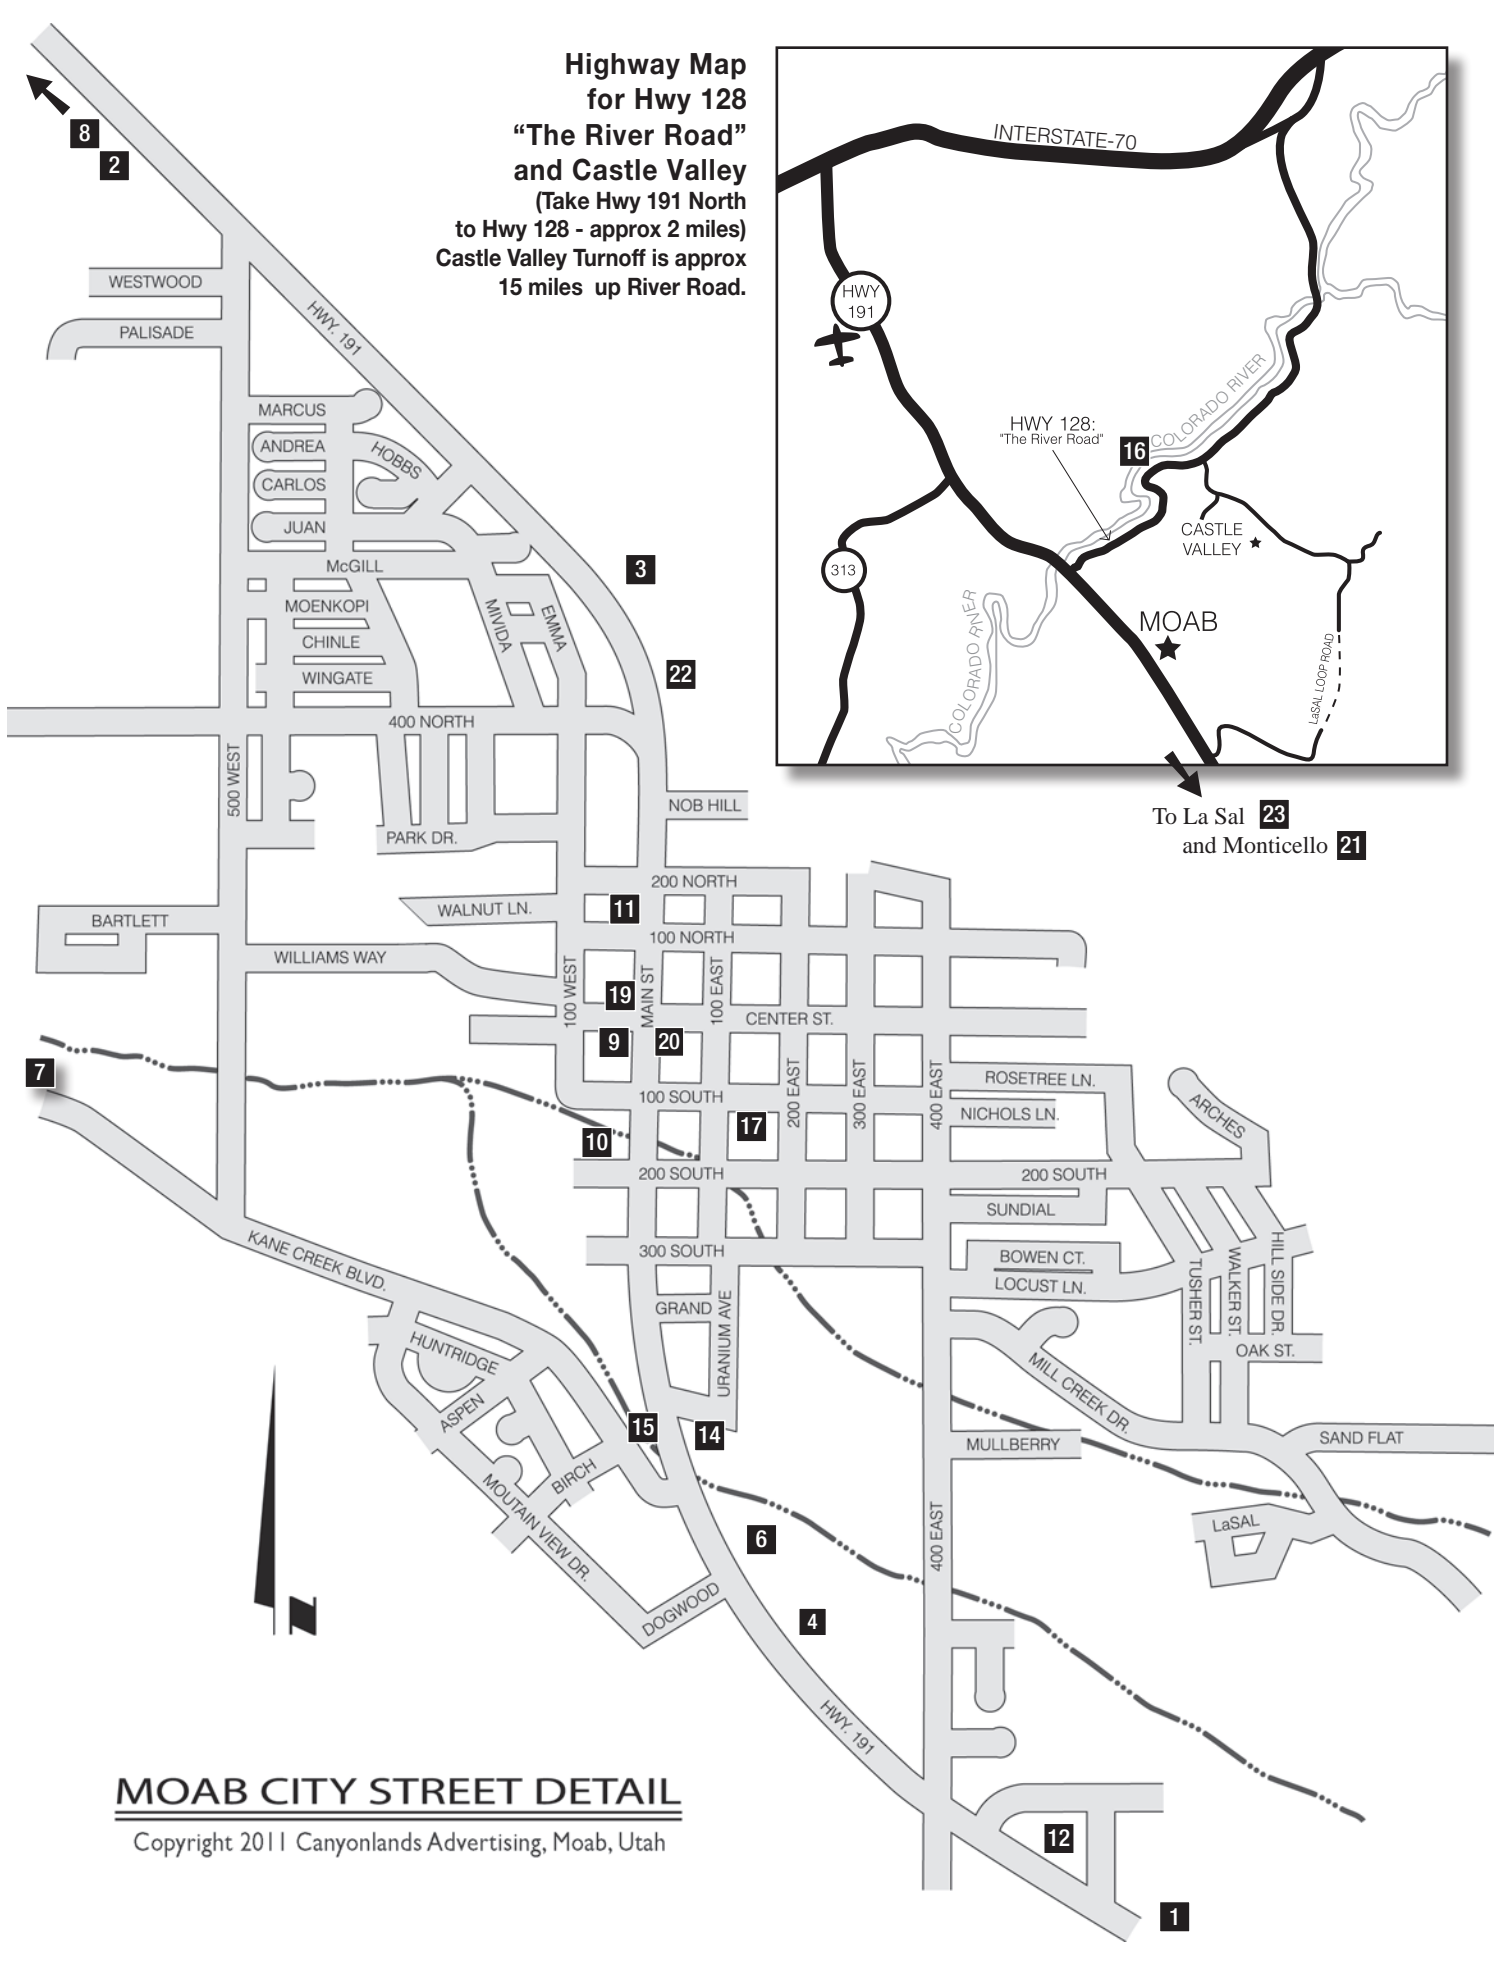 Highway Map
for Hwy 128
“The River Road”
and Castle Valley
(Take Hwy 191 North
to Hwy 128 - approx 2 miles)
Castle Valley Turnoff is approx
15 miles  up River Road.
INTERSTATE-70
HWY
191
COLORADO RIVER
HWY 128:
"The River Road"
16
CASTLE
VALLEY
313
COLORADO RIVER
MOAB
LaSAL LOOP ROAD
To La Sal 23
and Monticello 21
8
2
WESTWOOD
PALISADE
HWY. 191
MARCUS
ANDREA
HOBBS
CARLOS
JUAN
McGILL
3
MOENKOPI
MIVIDA
EMMA
CHINLE
WINGATE
22
400 NORTH
500 WEST
NOB HILL
PARK DR.
200 NORTH
WALNUT LN.
11
BARTLETT
100 NORTH
WILLIAMS WAY
100 WEST
19
MAIN ST
100 EAST
CENTER ST.
9
20
7
200 EAST
300 EAST
400 EAST
ROSETREE LN.
100 SOUTH
NICHOLS LN.
ARCHES
17
10
200 SOUTH
200 SOUTH
SUNDIAL
KANE CREEK BLVD.
300 SOUTH
BOWEN CT.
LOCUST LN.
TUSHER ST.
WALKER ST.
HILL SIDE DR.
GRAND
URANIUM AVE
HUNTRIDGE
OAK ST.
MILL CREEK DR.
ASPEN
15
14
MULLBERRY
SAND FLAT
BIRCH
MOUTAIN VIEW DR.
6
400 EAST
LaSAL
DOGWOOD
4
N
HWY. 191
MOAB CITY STREET DETAIL
Copyright 2011 Canyonlands Advertising, Moab, Utah
12
1